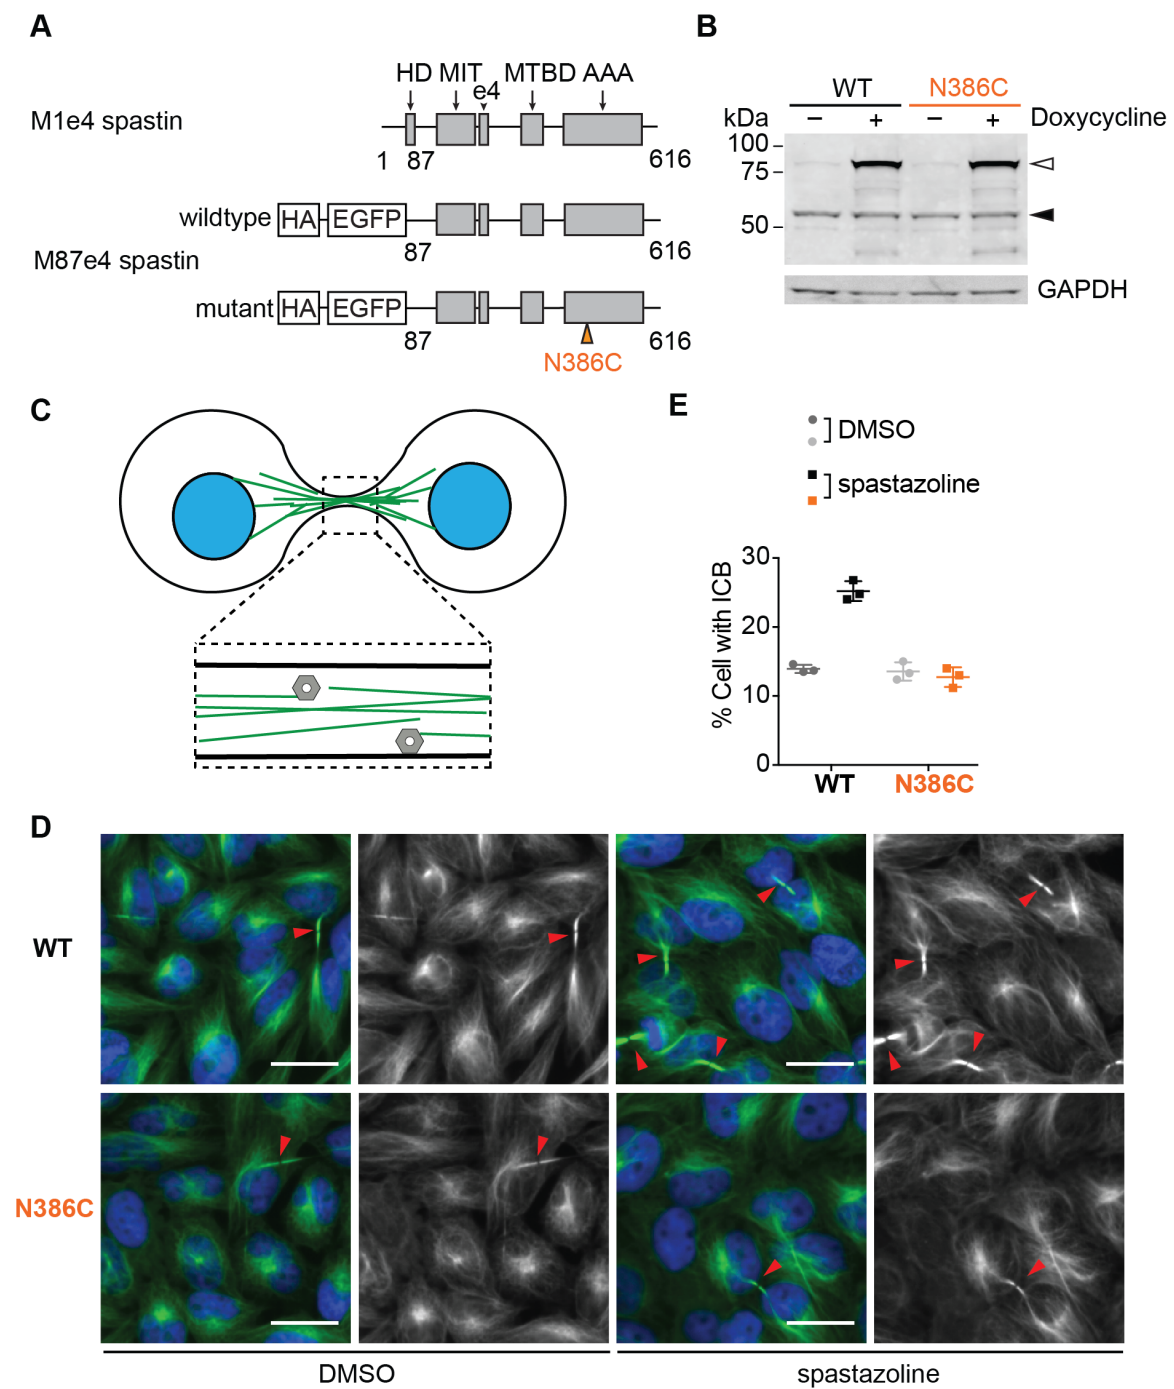 A
HD MIT MTBD AAA
e4
M1e4 spastin
1 87 616
wildtype HA EGFP
87 616
M87e4 spastin
mutant HA EGFP
87 616
N386C
B
WT N386C
kDa − + − + Doxycycline
100
75
50
GAPDH
C
E
DMSO
spastazoline
% Cell with ICB
30
20
10
0
WT N386C
D
WT
N386C
DMSO spastazoline